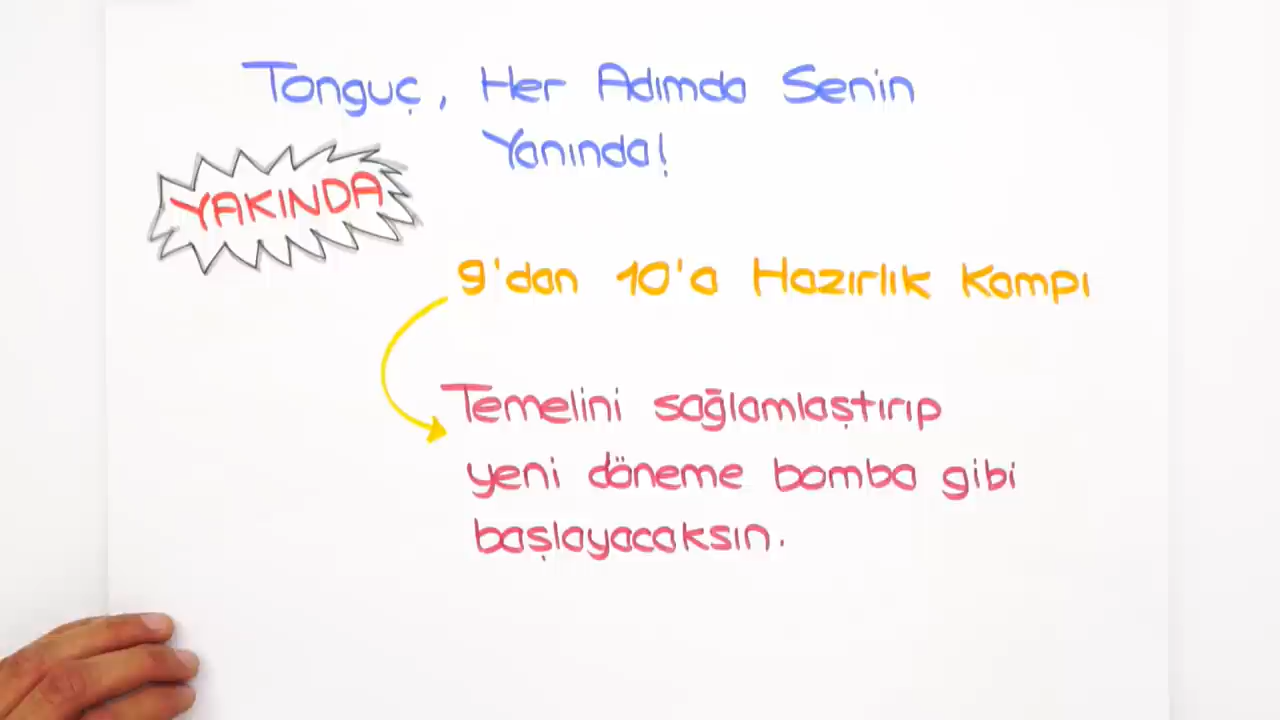 Tonguç, Her Adımda Senin
Yanında!
YAKINDA
9'dan 10'a Hazırlık Kampı
Temelini sağlamlaştırıp
yeni döneme bomba gibi
başlayacaksın.